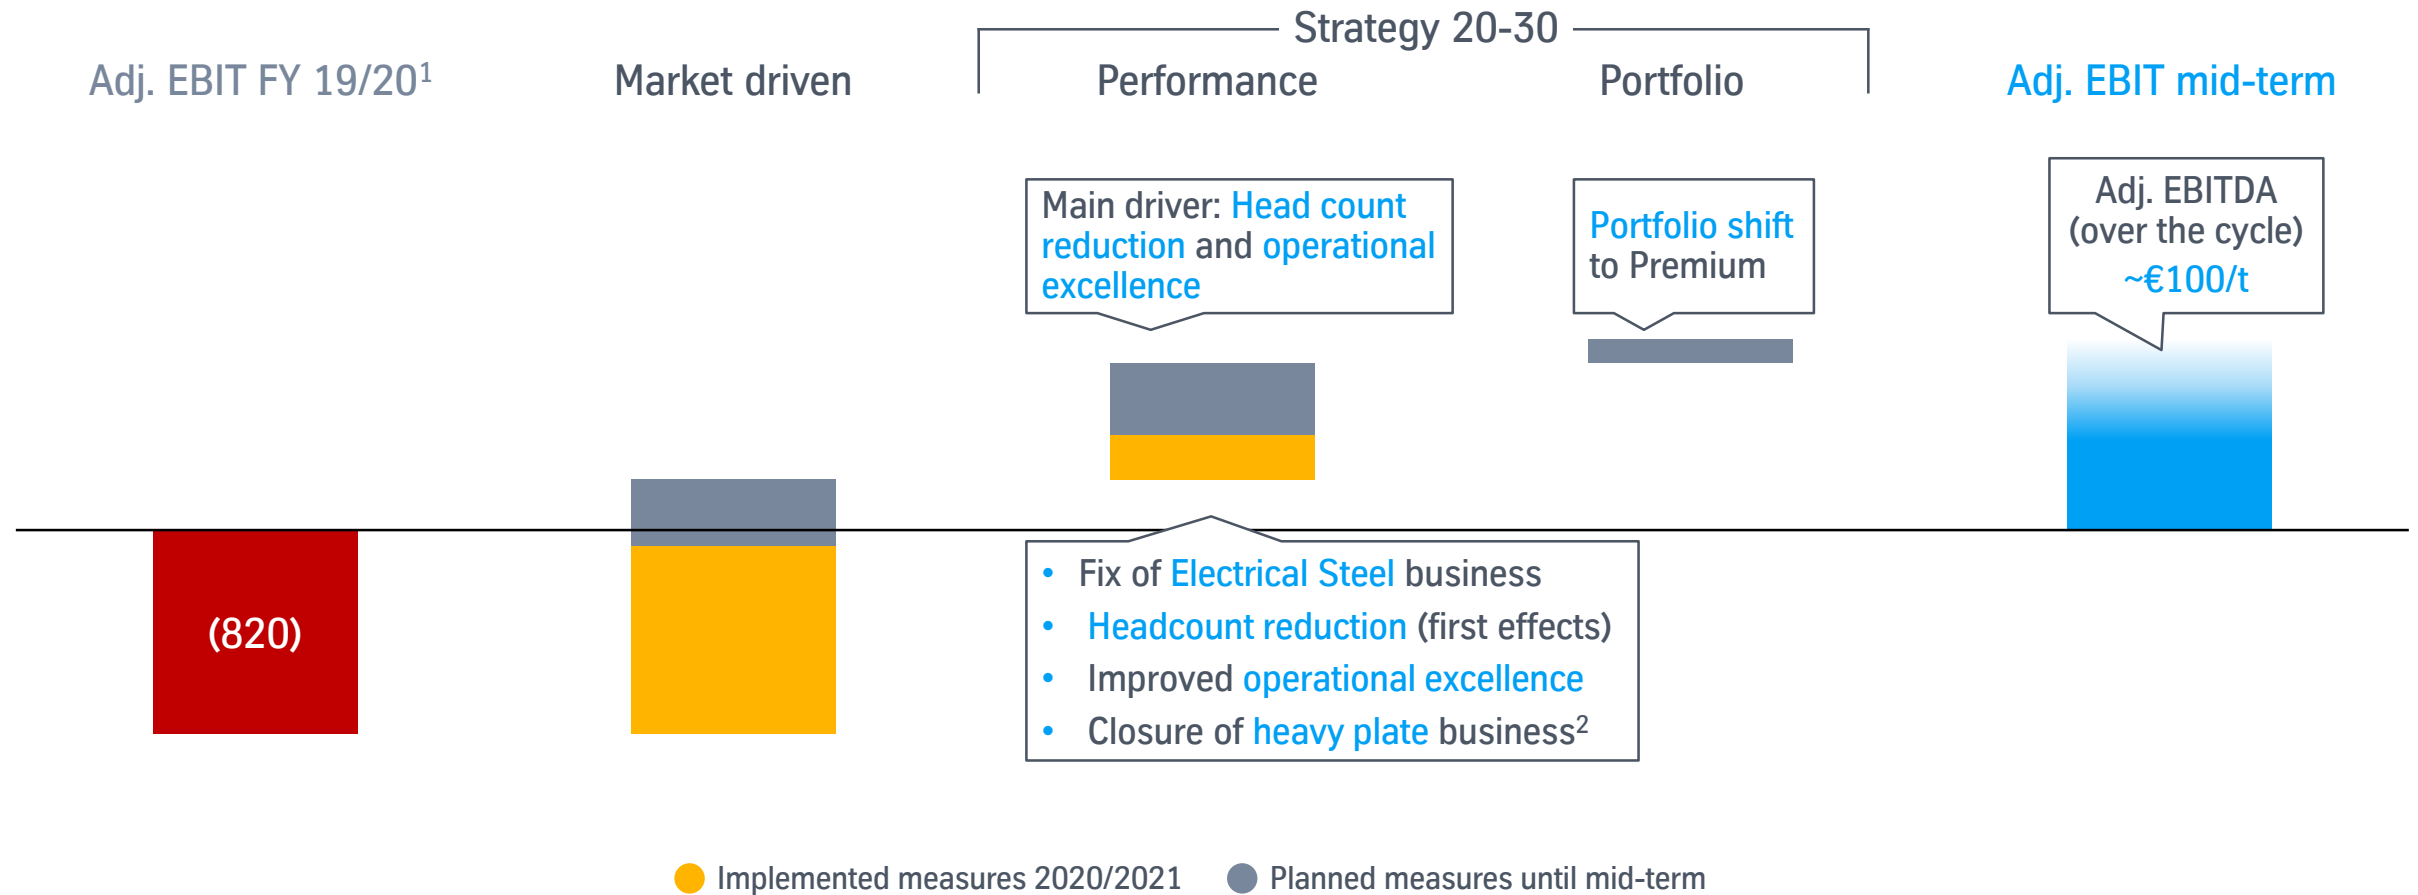 Strategy 20-30
Adj. EBIT FY 19/20¹
Market driven
Performance
Portfolio
Adj. EBIT mid-term
Main driver: Head count
reduction and operational
excellence
Portfolio shift
to Premium
Adj. EBITDA
(over the cycle)
~€100/t
(820)
• Fix of Electrical Steel business
• Headcount reduction (first effects)
• Improved operational excellence
• Closure of heavy plate business²
Implemented measures 2020/2021
Planned measures until mid-term